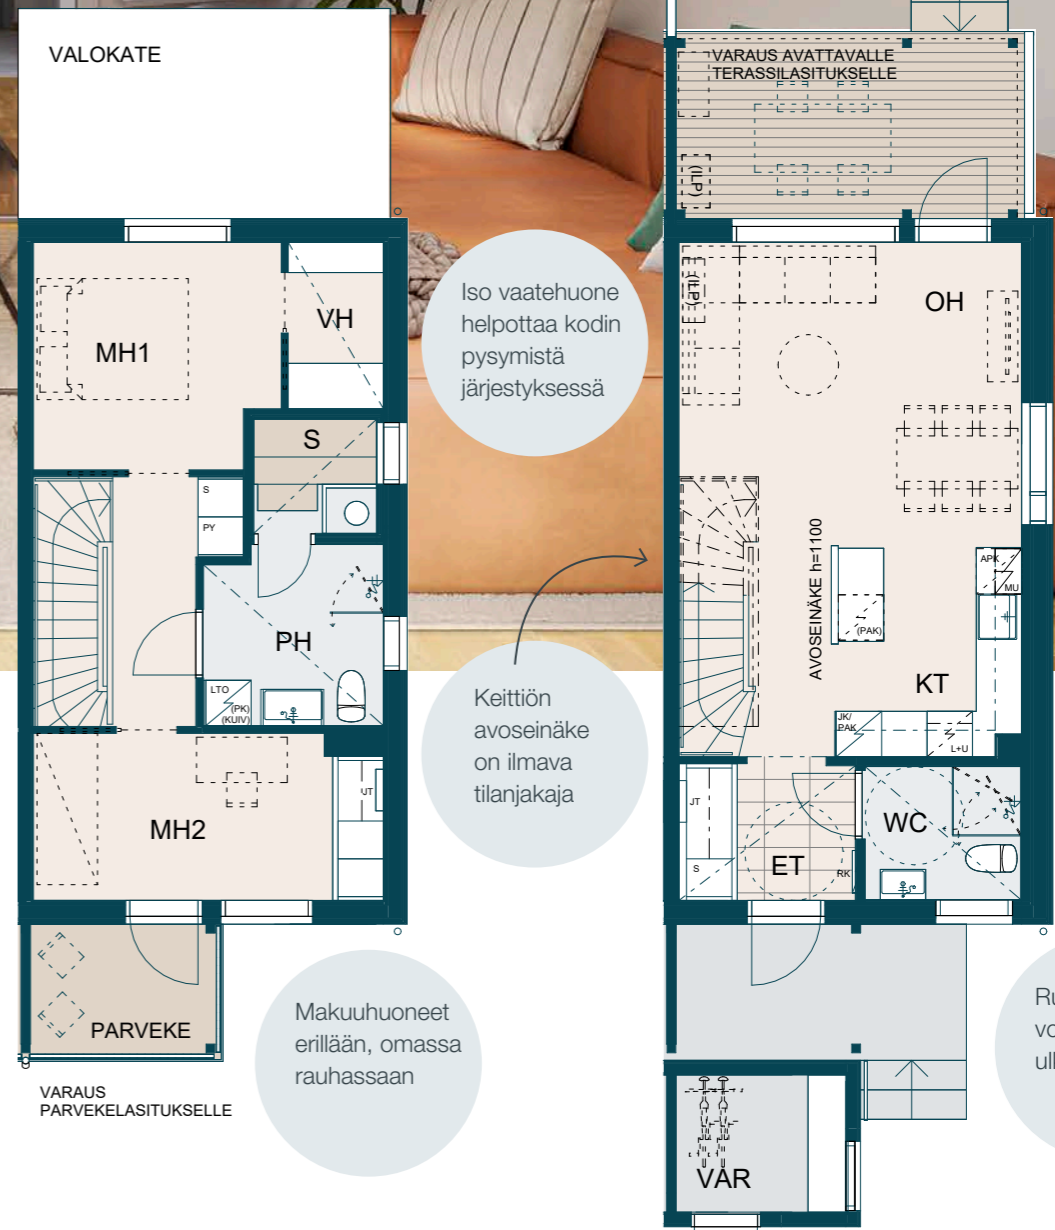 VALOKATE
MH1
VH
S
S
PY
PH
LTO
(PK)
(KUIV)
MH2
UT
PARVEKE
VARAUS
PARVEKELASITUKSELLE
Iso vaatehuone
helpottaa kodin
pysymistä
järjestyksessä
Keittiön
avoseinäke
on ilmava
tilanjakaja
Makuuhuoneet
erillään, omassa
rauhassaan
VARAUS AVATTAVALLE
TERASSILASITUKSELLE
(ILP)
(ILP)
OH
AVOSEINÄKE h=1100
APK
MU
(PAK)
KT
JK/
PAK
L+U
JT
S
ET
RK
WC
VAR